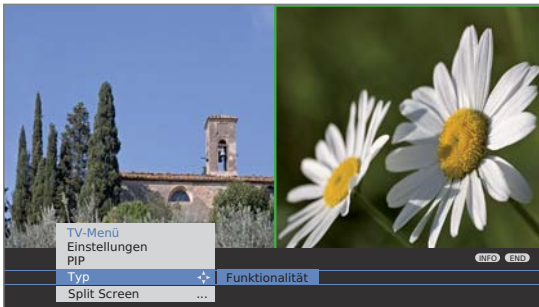 TV-Menü
Einstellungen
PIP
INFO END
Typ Funktionalität
Split Screen ...